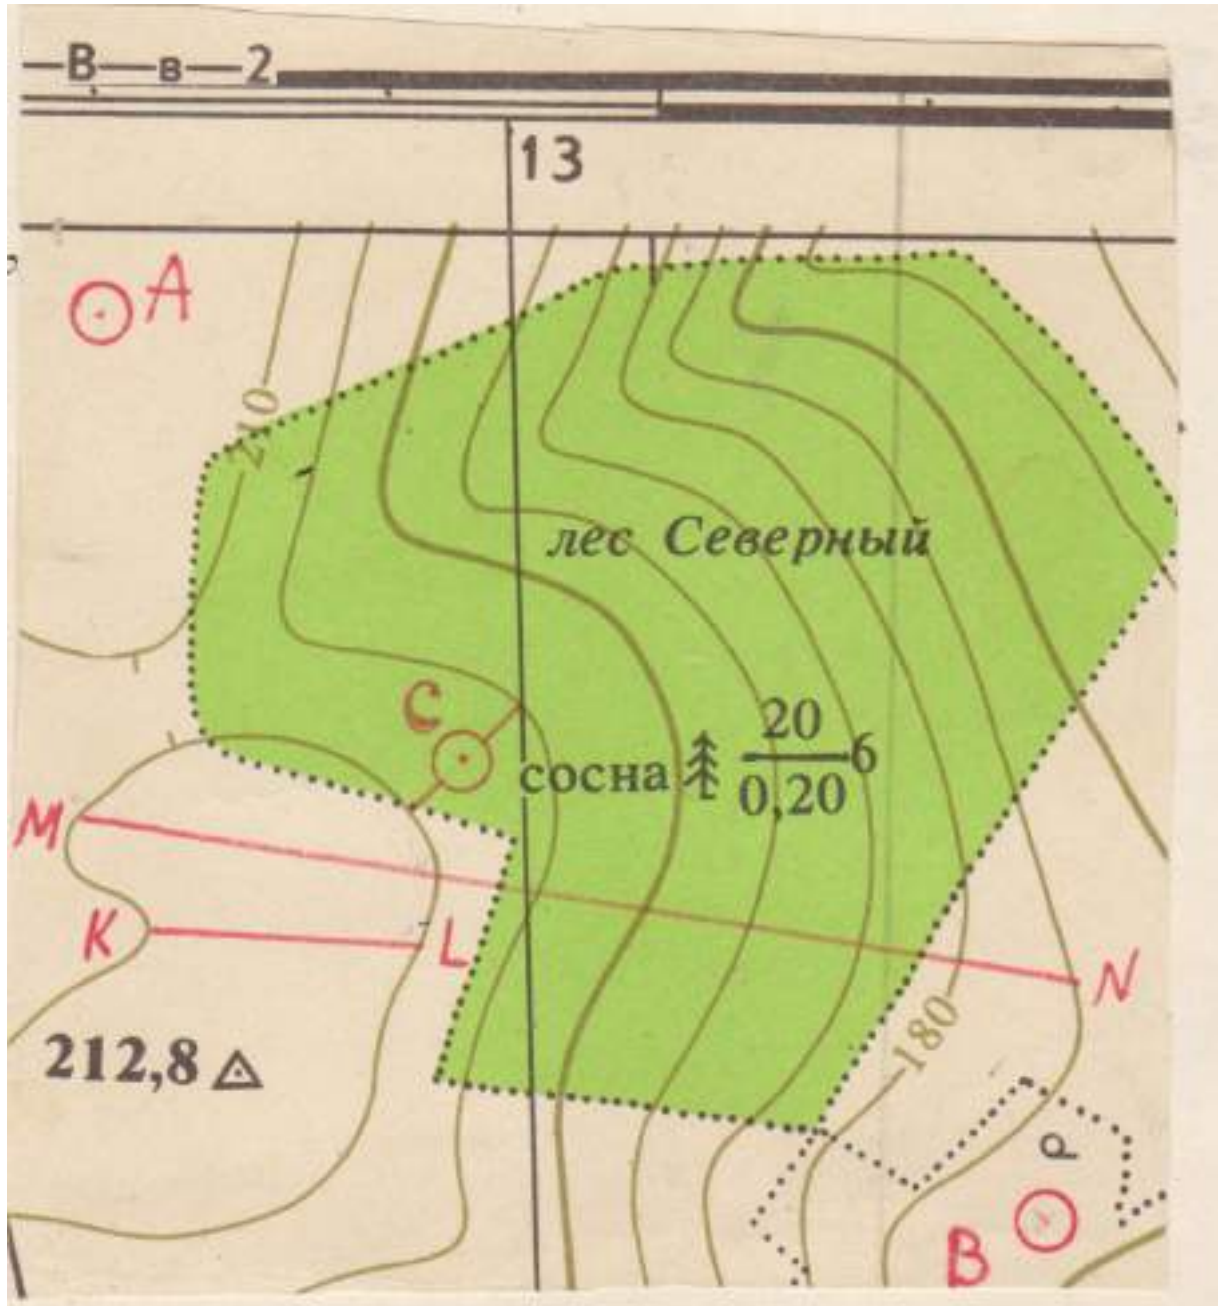 В—в—2
13
А
210
лес Северный
С
сосна 20 6
0,20
М
К L
N
212,8
180
р
В